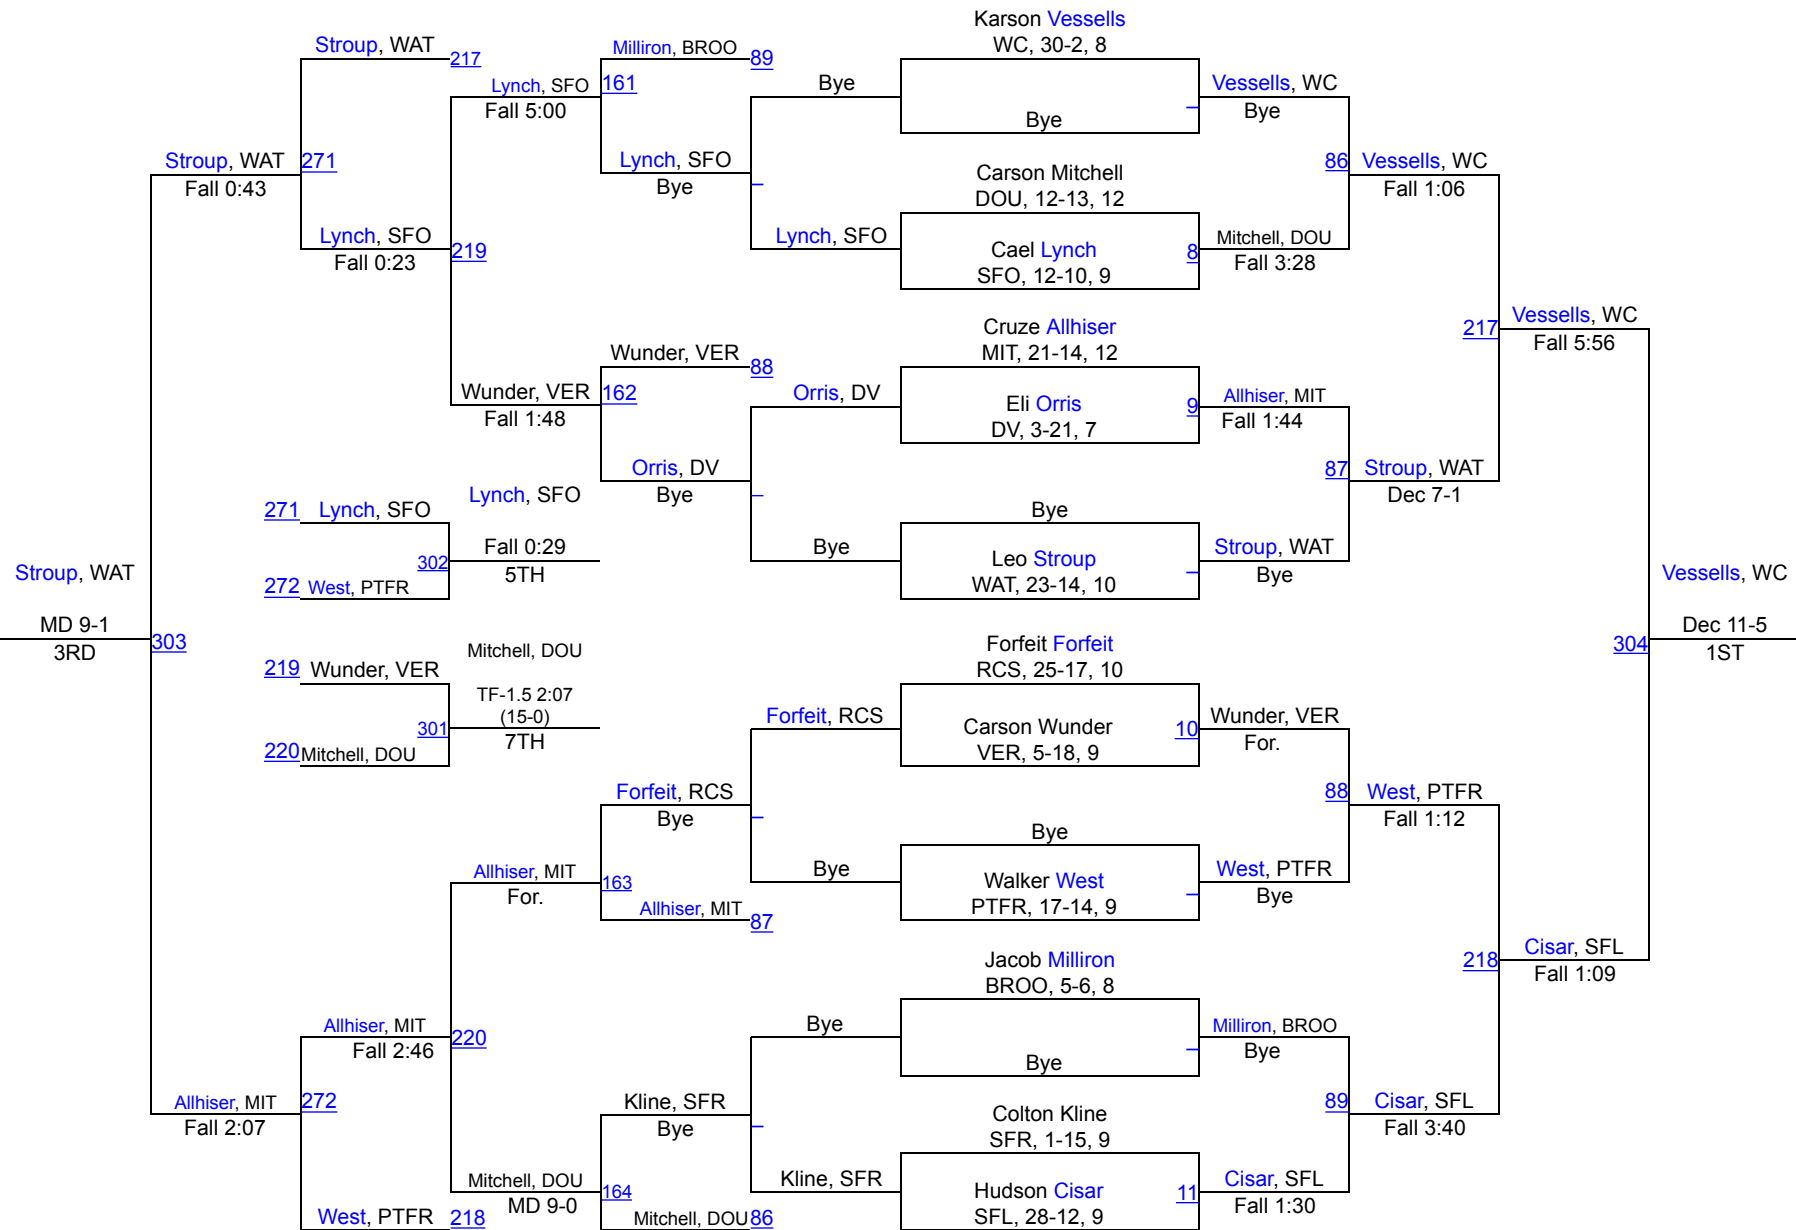 Karson Vessells
WC, 30-2, 8
Stroup, WAT
217
Milliron, BROO
89
Lynch, SFO
161
Fall 5:00
Bye
Bye
Vessells, WC
Bye
Stroup, WAT
271
Fall 0:43
Lynch, SFO
Bye
Carson Mitchell
DOU, 12-13, 12
86
Vessells, WC
Fall 1:06
Lynch, SFO
219
Fall 0:23
Lynch, SFO
Cael Lynch
SFO, 12-10, 9
8
Mitchell, DOU
Fall 3:28
Cruze Allhiser
MIT, 21-14, 12
217
Vessells, WC
Fall 5:56
Wunder, VER
88
Wunder, VER
162
Fall 1:48
Orris, DV
Eli Orris
DV, 3-21, 7
9
Allhiser, MIT
Fall 1:44
Orris, DV
Bye
87
Stroup, WAT
Dec 7-1
271
Lynch, SFO
Lynch, SFO
Fall 0:29
5TH
302
272
West, PTFR
Bye
Bye
Leo Stroup
WAT, 23-14, 10
Stroup, WAT
Bye
Stroup, WAT
MD 9-1
3RD
303
Vessells, WC
Dec 11-5
1ST
304
219
Wunder, VER
Mitchell, DOU
TF-1.5 2:07
(15-0)
7TH
301
220
Mitchell, DOU
Forfeit Forfeit
RCS, 25-17, 10
Forfeit, RCS
Carson Wunder
VER, 5-18, 9
10
Wunder, VER
For.
Forfeit, RCS
Bye
88
West, PTFR
Fall 1:12
Bye
Bye
Walker West
PTFR, 17-14, 9
West, PTFR
Bye
Allhiser, MIT
163
For.
Allhiser, MIT
87
Jacob Milliron
BROO, 5-6, 8
218
Cisar, SFL
Fall 1:09
Allhiser, MIT
220
Fall 2:46
Bye
Bye
Milliron, BROO
Bye
Allhiser, MIT
272
Fall 2:07
Kline, SFR
Bye
Colton Kline
SFR, 1-15, 9
89
Cisar, SFL
Fall 3:40
Mitchell, DOU
164
MD 9-0
Kline, SFR
Hudson Cisar
SFL, 28-12, 9
11
Cisar, SFL
Fall 1:30
West, PTFR
218
Mitchell, DOU
86